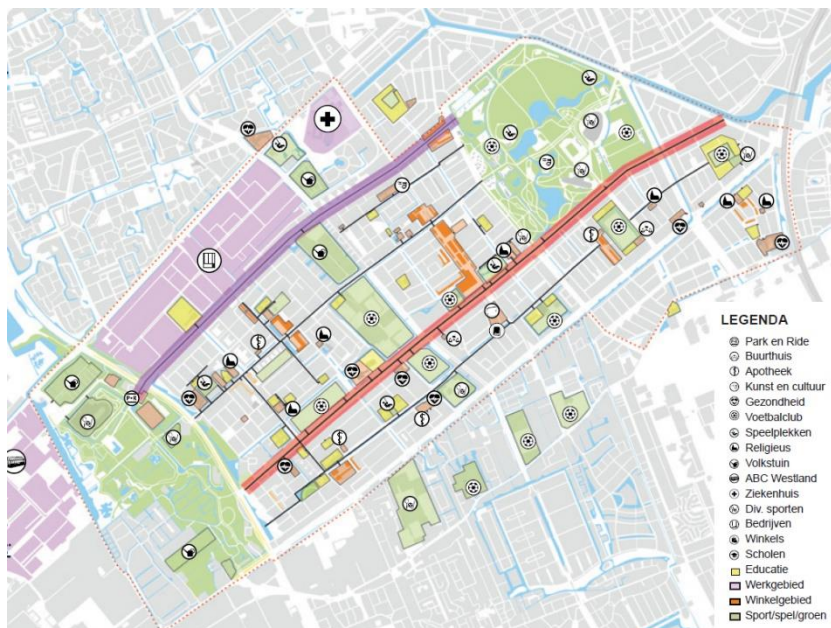 P+R
LEGENDA
Park en Ride
Buurthuis
Apotheek
Kunst en cultuur
Gezondheid
Voetbalclub
Speelplekken
Religieus
Volkstuin
ABC Westland
Ziekenhuis
Div. sporten
Bedrijven
Winkels
Scholen
Educatie
Werkgebied
Winkelgebied
Sport/spel/groen